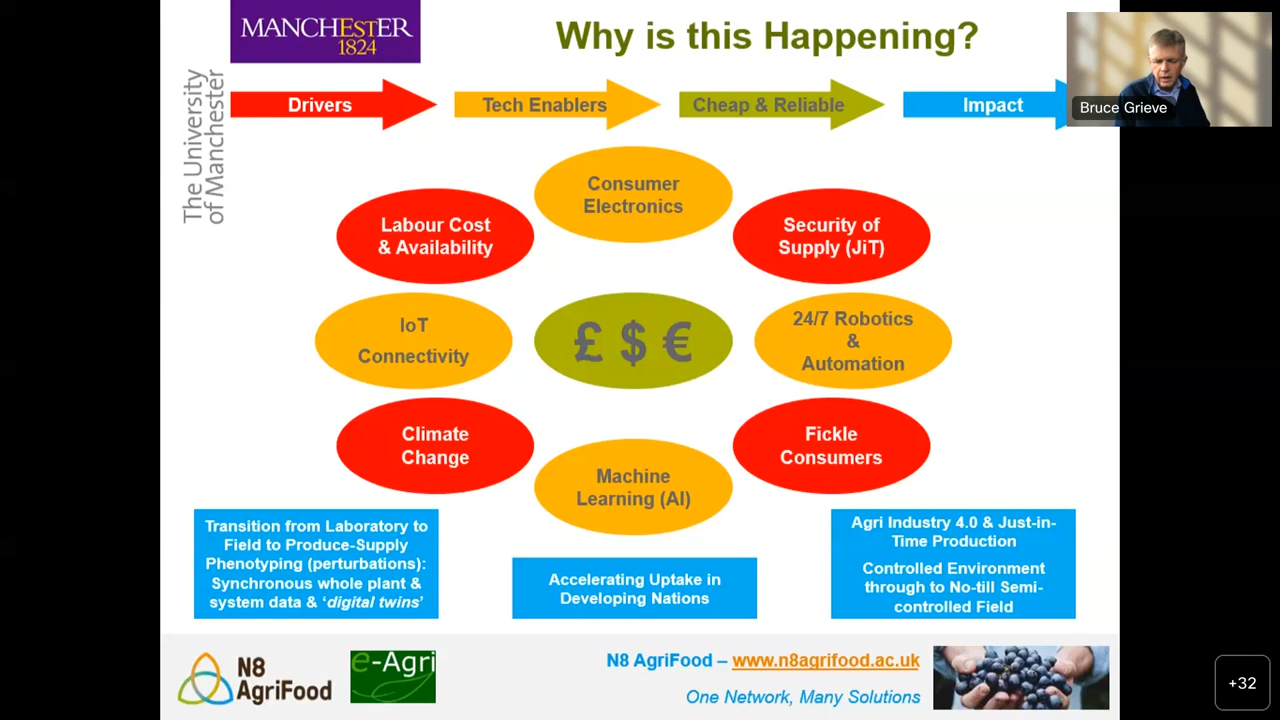 MANCHESTER
1824
The University
of Manchester
Why is this Happening?
Drivers
Tech Enablers
Cheap & Reliable
Impact
Bruce Grieve
Consumer
Electronics
Labour Cost
& Availability
Security of
Supply (JiT)
IoT
Connectivity
£ $ €
24/7 Robotics
&
Automation
Climate
Change
Fickle
Consumers
Machine
Learning (AI)
Transition from Laboratory to
Field to Produce-Supply
Phenotyping (perturbations):
Synchronous whole plant &
system data & ‘digital twins’
Accelerating Uptake in
Developing Nations
Agri Industry 4.0 & Just-in-
Time Production
Controlled Environment
through to No-till Semi-
controlled Field
N8
AgriFood
e-Agri
N8 AgriFood – www.n8agrifood.ac.uk
One Network, Many Solutions
+32